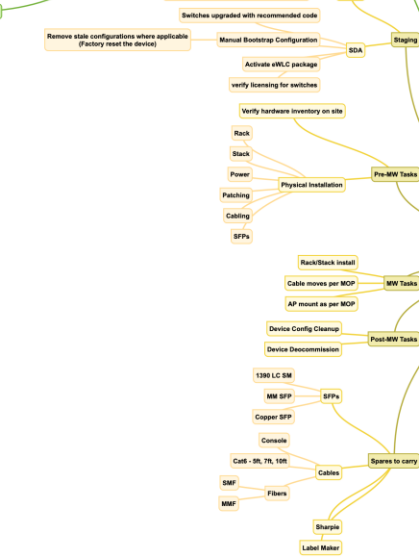 Switches upgraded with recommended code
Remove stale configurations where applicable
(Factory reset the device)
Manual Bootstrap Configuration
SDA
Staging
Activate eWLC package
verify licensing for switches
Verify hardware inventory on site
Rack
Stack
Power
Physical Installation
Pre-MW Tasks
Patching
Cabling
SFPs
Rack/Stack install
Cable moves per MOP
MW Tasks
AP mount as per MOP
Device Config Cleanup
Post-MW Tasks
Device Deocommission
1390 LC SM
MM SFP
SFPs
Copper SFP
Console
Cat6 - 5ft, 7ft, 10ft
Cables
Spares to carry
SMF
Fibers
MMF
Sharpie
Label Maker